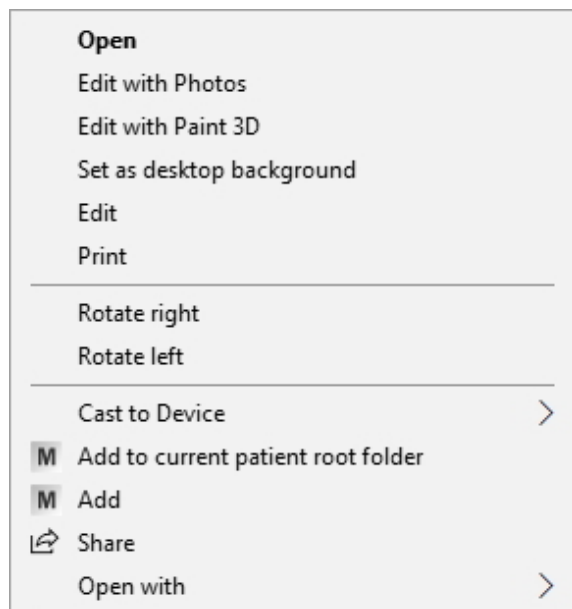 Open
Edit with Photos
Edit with Paint 3D
Set as desktop background
Edit
Print
Rotate right
Rotate left
Cast to Device
M Add to current patient root folder
M Add
Share
Open with